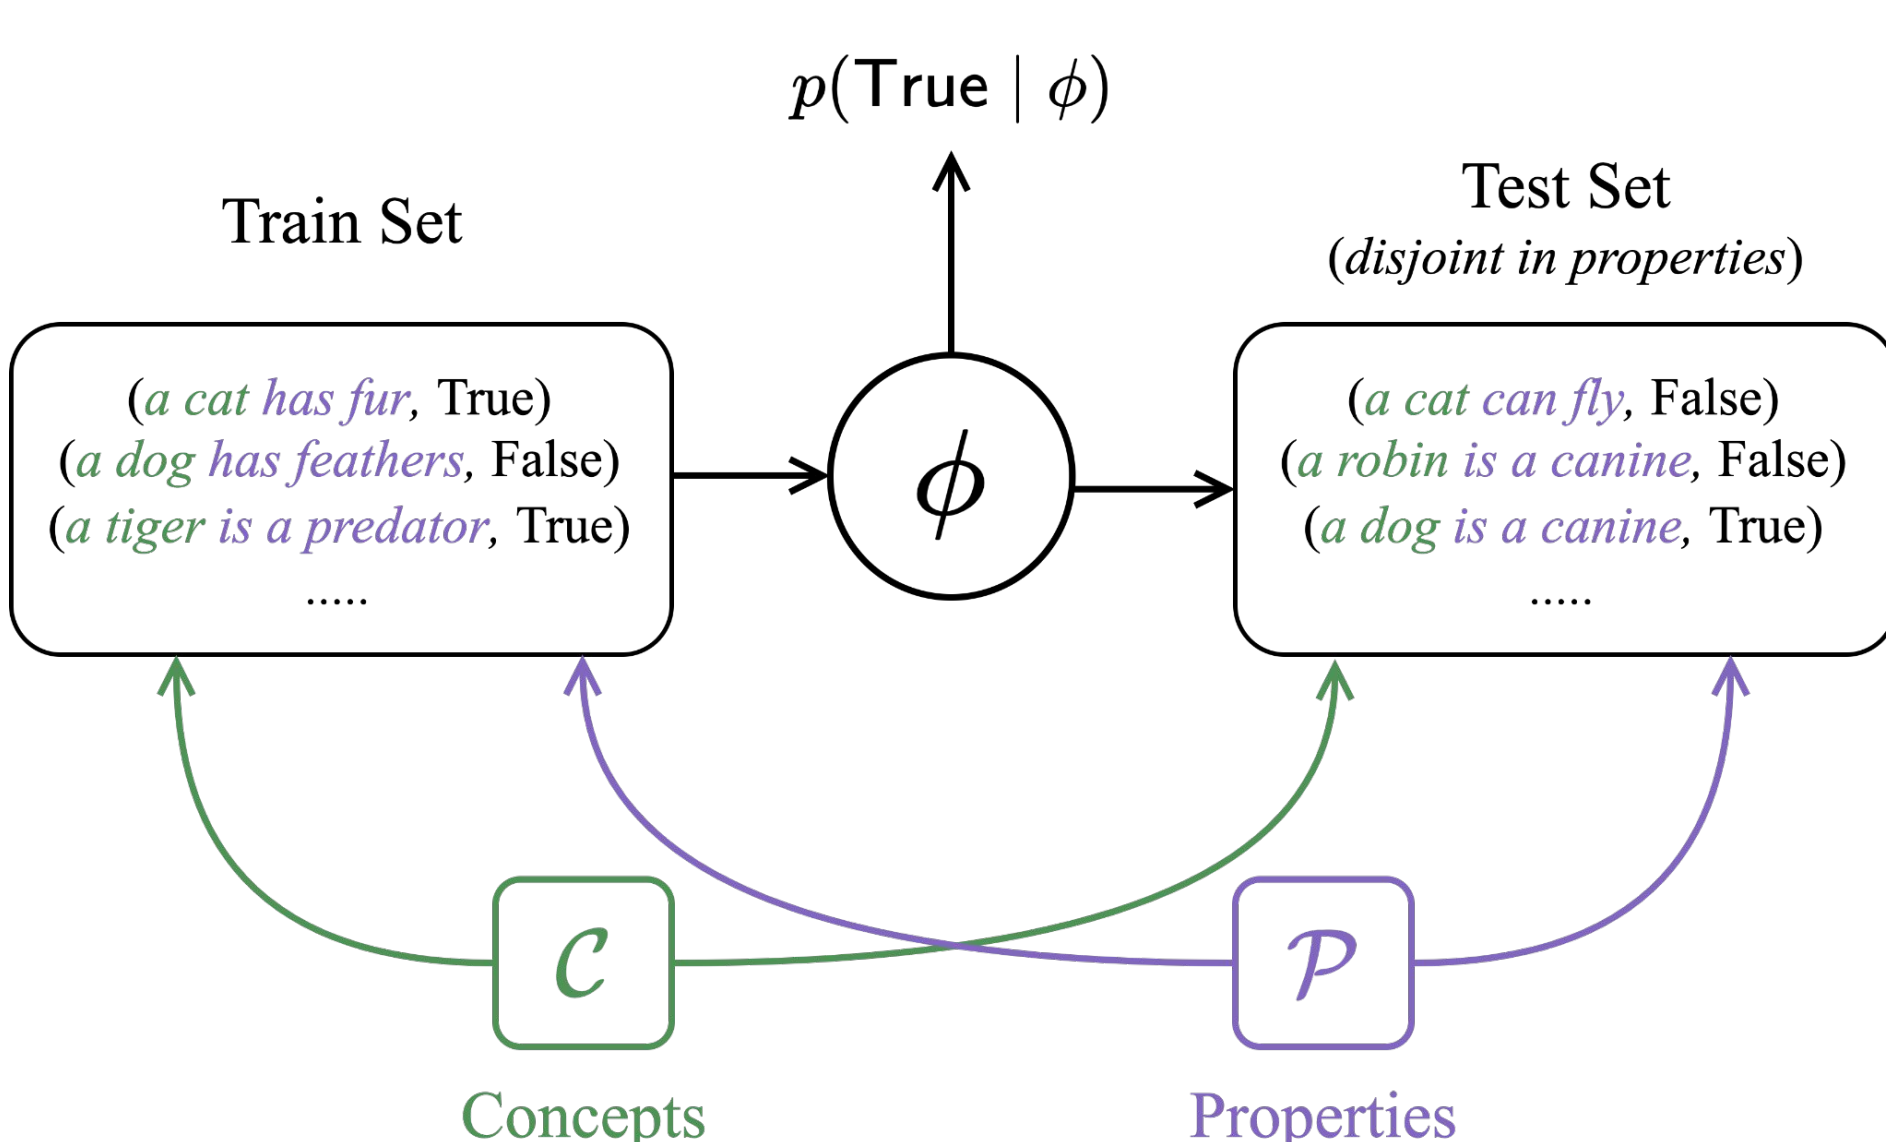 p(True | ϕ)
Train Set
(a cat has fur, True)
(a dog has feathers, False)
(a tiger is a predator, True)
.....
ϕ
Test Set
(disjoint in properties)
(a cat can fly, False)
(a robin is a canine, False)
(a dog is a canine, True)
.....
𝒞
Concepts
𝒫
Properties